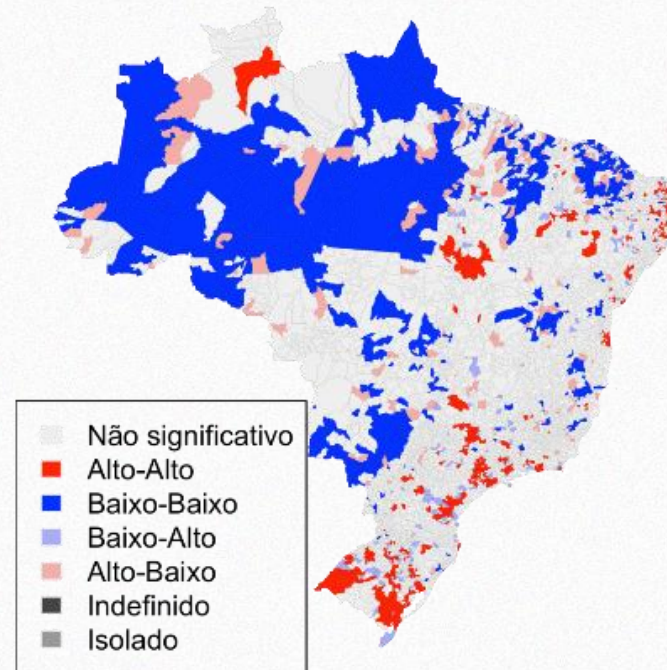 Não significativo
Alto-Alto
Baixo-Baixo
Baixo-Alto
Alto-Baixo
Indefinido
Isolado